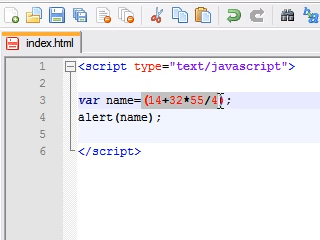 index.html
1 <script type="text/javascript">
2
3 var name=(14+32*55/4);
4 alert(name);
5
6 </script>